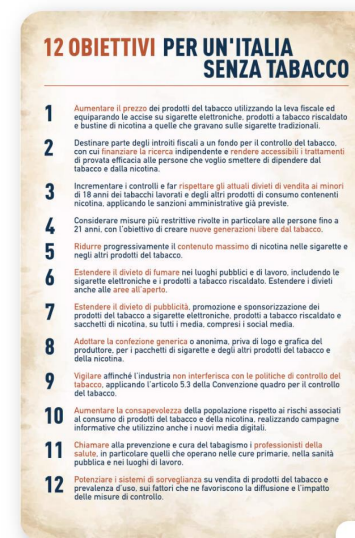 12 OBIETTIVI PER UN'ITALIA
SENZA TABACCO
1
Aumentare il prezzo dei prodotti del tabacco utilizzando la leva fiscale ed
equiparando le accise su sigarette elettroniche, prodotti a tabacco riscaldato
e bustine di nicotina a quelle che gravano sulle sigarette tradizionali.
2
Destinare parte degli introiti fiscali a un fondo per il controllo del tabacco,
con cui finanziare la ricerca indipendente e rendere accessibili i trattamenti
di provata efficacia alle persone che voglio smettere di dipendere dal
tabacco e dalla nicotina.
3
Incrementare i controlli e far rispettare gli attuali divieti di vendita ai minori
di 18 anni dei tabacchi lavorati e degli altri prodotti di consumo contenenti
nicotina, applicando le sanzioni amministrative già previste.
4
Considerare misure più restrittive rivolte in particolare alle persone fino a
21 anni, con l'obiettivo di creare nuove generazioni libere dal tabacco.
5
Ridurre progressivamente il contenuto massimo di nicotina nelle sigarette e
negli altri prodotti del tabacco.
6
Estendere il divieto di fumare nei luoghi pubblici e di lavoro, includendo le
sigarette elettroniche e i prodotti a tabacco riscaldato. Estendere i divieti
anche alle aree all'aperto.
7
Estendere il divieto di pubblicità, promozione e sponsorizzazione dei
prodotti del tabacco a sigarette elettroniche, prodotti a tabacco riscaldato e
sacchetti di nicotina, su tutti i media, compresi i social media.
8
Adottare la confezione generica o anonima, priva di logo e grafica del
produttore, per i pacchetti di sigarette e degli altri prodotti del tabacco e
della nicotina.
9
Vigilare affinché l'industria non interferisca con le politiche di controllo del
tabacco, applicando l'articolo 5.3 della Convenzione quadro per il controllo
del tabacco.
10
Aumentare la consapevolezza della popolazione rispetto ai rischi associati
al consumo di prodotti del tabacco e della nicotina, realizzando campagne
informative che utilizzino anche i nuovi media digitali.
11
Chiamare alla prevenzione e cura del tabagismo i professionisti della
salute, in particolare quelli che operano nelle cure primarie, nella sanità
pubblica e nei luoghi di lavoro.
12
Potenziare i sistemi di sorveglianza su vendita di prodotti del tabacco e
prevalenza d'uso, sui fattori che ne favoriscono la diffusione e l'impatto
delle misure di controllo.